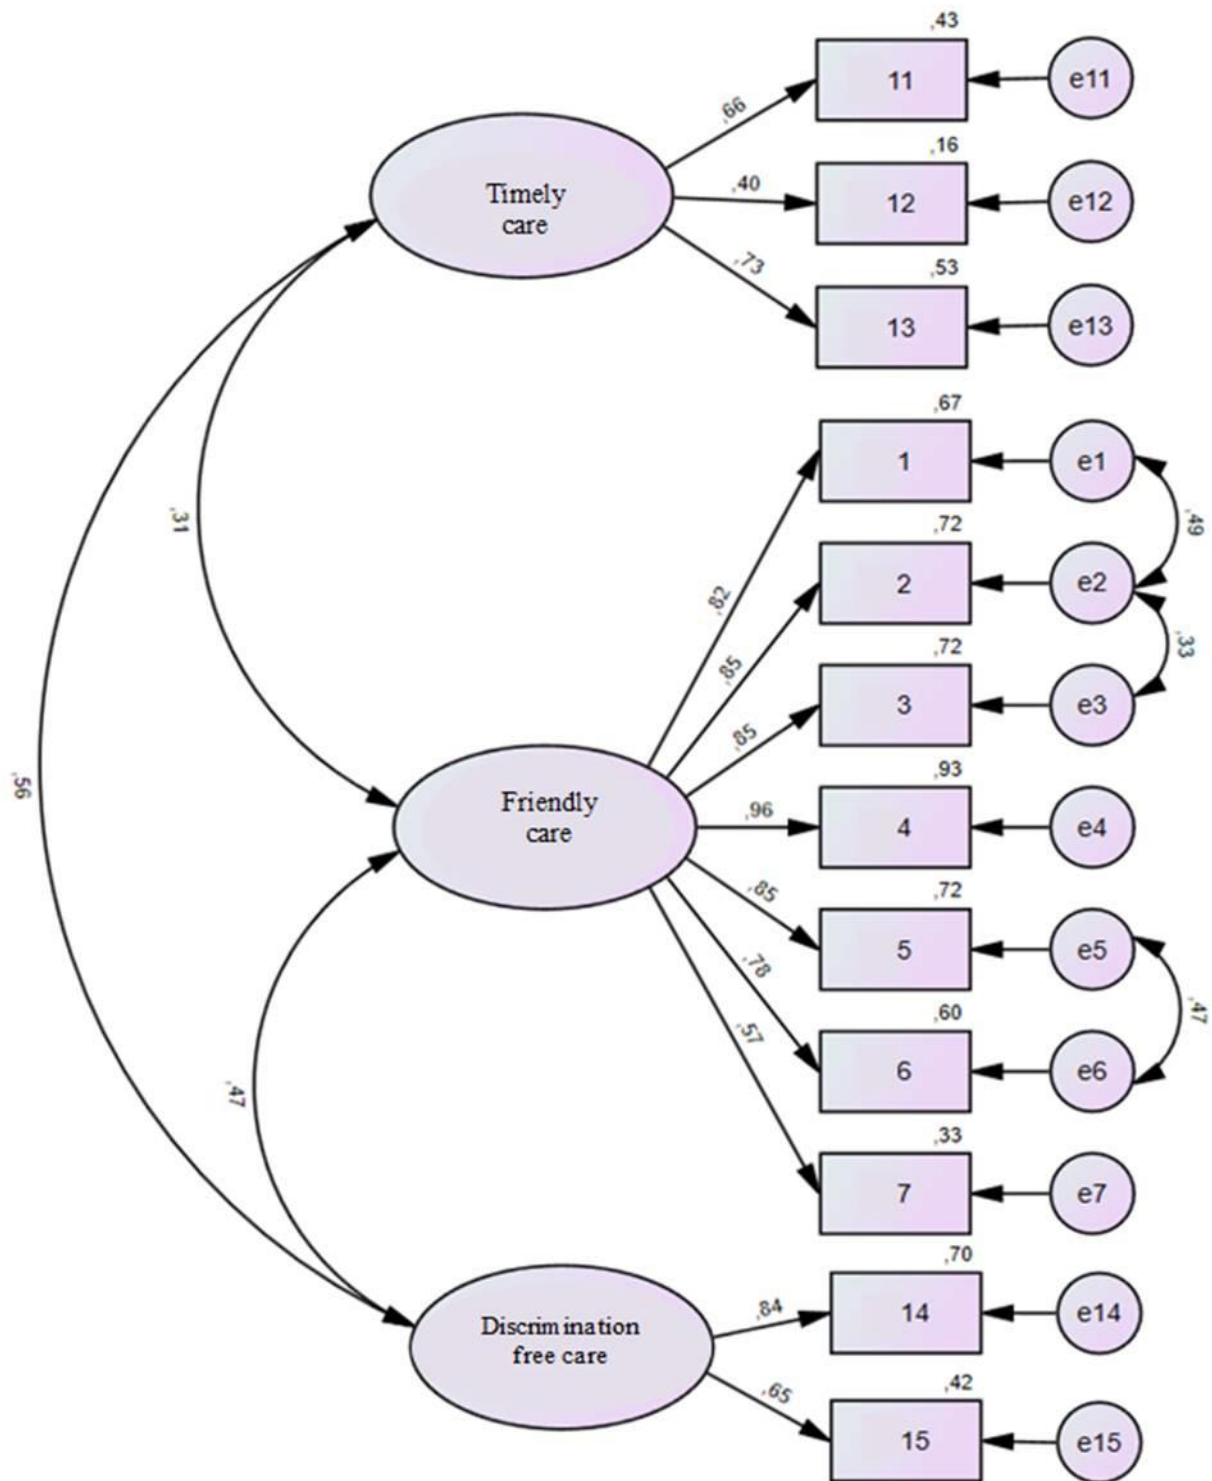 ,43
11
e11
,66
Timely
care
,16
,40
12
e12
,73
,53
13
e13
,67
1
e1
,49
,31
,82
,72
2
e2
,33
,85
,72
3
e3
,85
,56
Friendly
care
,93
,96
4
e4
,85
,72
5
e5
,47
,78
,60
6
e6
,57
,47
,33
7
e7
,70
Discrimination
free care
,84
14
e14
,65
,42
15
e15